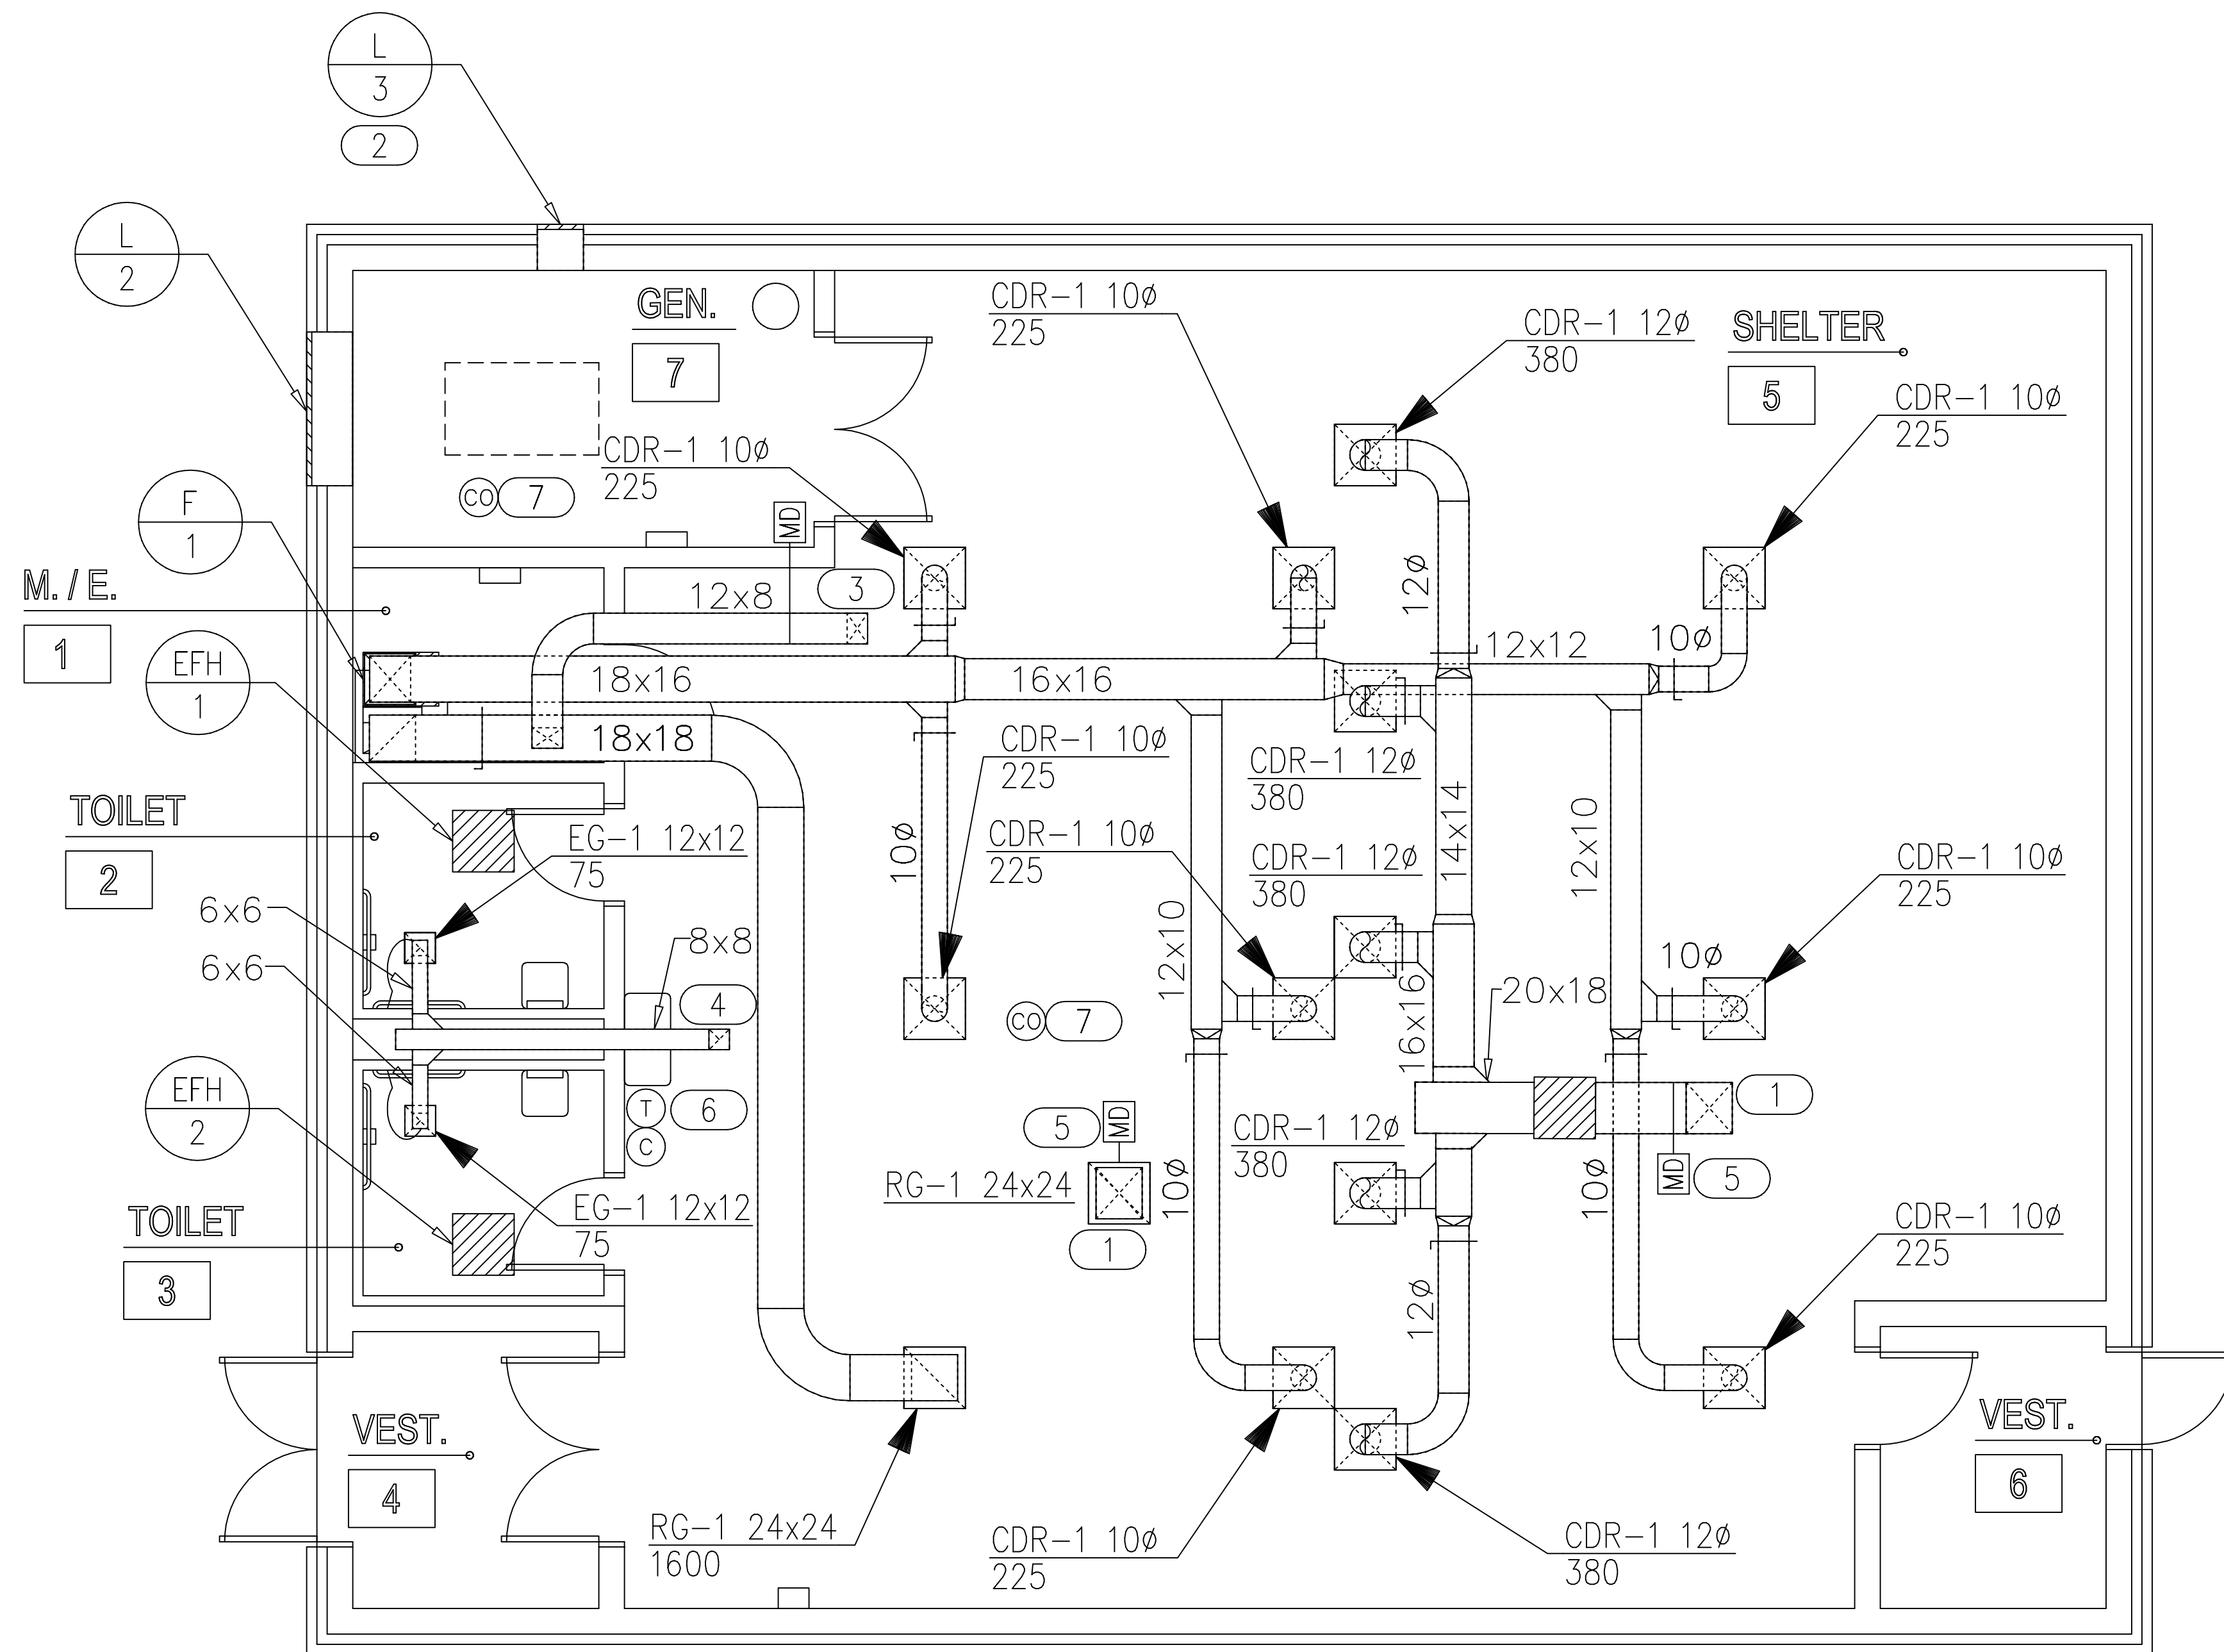 L
3
2
L
2
GEN.
7
CDR-1 10ø
225
CDR-1 12ø
380
SHELTER
5
CDR-1 10ø
225
CDR-1 10ø
225
CO
7
MD
F
1
M. / E.
1
3
12x8
12ø
12x12
10ø
EFH
1
18x16
16x16
18x18
CDR-1 10ø
225
CDR-1 12ø
380
14x14
12x10
TOILET
2
EG-1 12x12
75
10ø
CDR-1 10ø
225
CDR-1 12ø
380
CDR-1 10ø
225
6x6
6x6
8x8
4
12x10
CO
7
16x16
20x18
10ø
EFH
2
T
6
C
5
MD
1
CDR-1 12ø
380
MD
5
RG-1 24x24
10ø
10ø
1
EG-1 12x12
75
TOILET
3
12ø
CDR-1 10ø
225
VEST.
4
VEST.
6
RG-1 24x24
1600
CDR-1 10ø
225
CDR-1 12ø
380